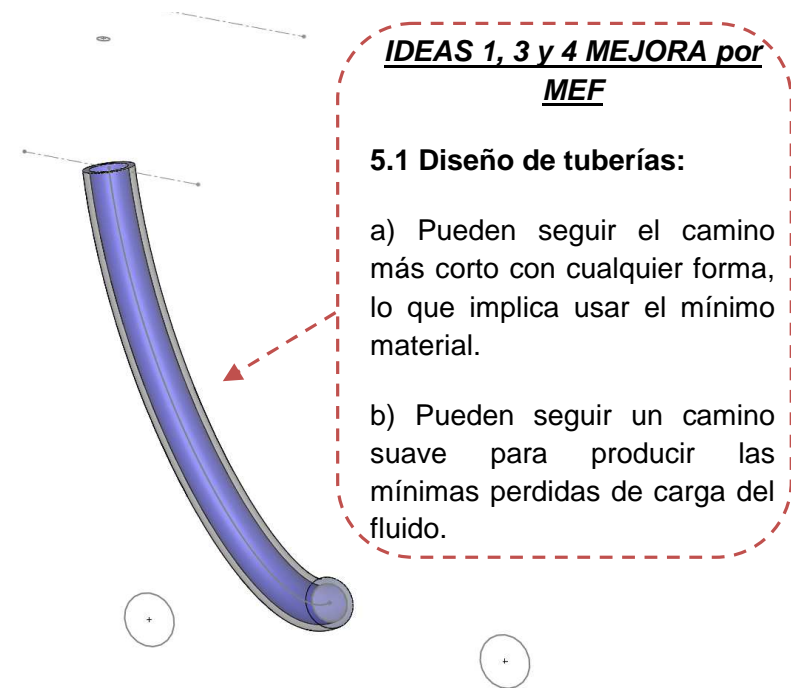 IDEAS 1, 3 y 4 MEJORA por
MEF
5.1 Diseño de tuberías:
a) Pueden seguir el camino
más corto con cualquier forma,
lo que implica usar el mínimo
material.
b) Pueden seguir un camino
suave para producir las
mínimas perdidas de carga del
fluido.